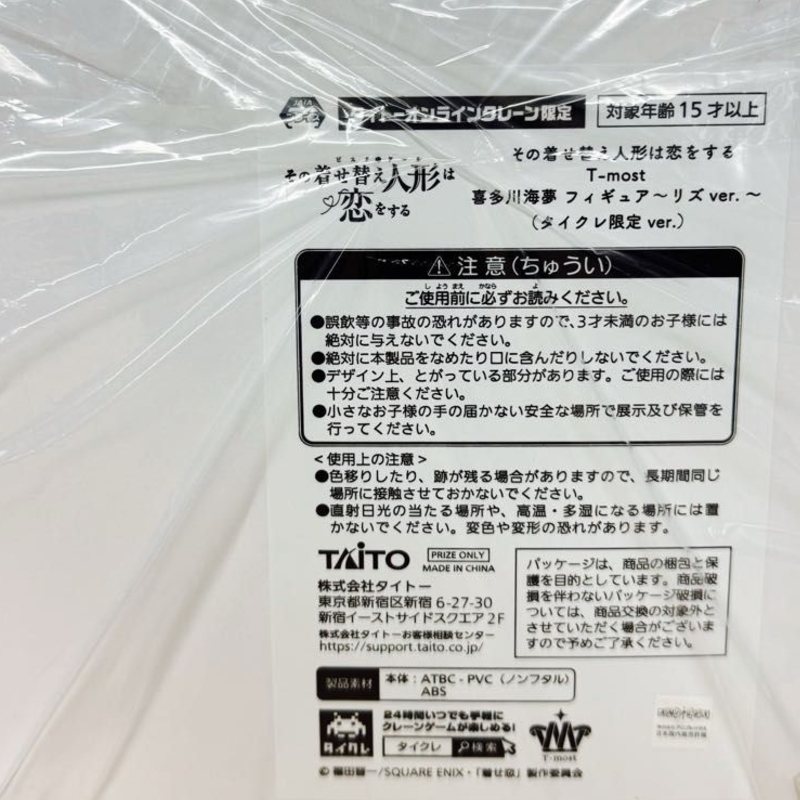 タイトーオンラインクレーン限定
対象年齢 15 才以上
その着せ替え人形は
恋をする
その着せ替え人形は恋をする
T-most
喜多川海夢 フィギュア～リズ ver.～
(タイクレ限定 ver.)
⚠注意(ちゅうい)
ご使用前に必ずお読みください。
●誤飲等の事故の恐れがありますので、3才未満のお子様には
絶対に与えないでください。
●絶対に本製品をなめたり口に含んだりしないでください。
●デザイン上、とがっている部分があります。ご使用の際には
十分ご注意ください。
●小さなお子様の手の届かない安全な場所で展示及び保管を
行ってください。
<使用上の注意>
●色移りしたり、跡が残る場合がありますので、長期間同じ
場所に接触させておかないでください。
●直射日光の当たる場所や、高温・多湿になる場所には置
かないでください。変色や変形の恐れがあります。
TAITO
PRIZE ONLY
MADE IN CHINA
株式会社タイトー
東京都新宿区新宿 6-27-30
新宿イーストサイドスクエア 2F
株式会社タイトーお客様相談センター
https://support.taito.co.jp/
パッケージは、商品の梱包と保
護を目的としています。商品破
損を伴わないパッケージ破損に
ついては、商品交換の対象外と
させていただく場合がございま
すので予めご了承ください。
製品素材
本体：ATBC-PVC（ノンフタル）
ABS
タイクレ
24時間いつでも手軽に
クレーンゲームが楽しめる!
タイクレ 検索
T-most
© 福田晋一/SQUARE ENIX・「着せ恋」製作委員会